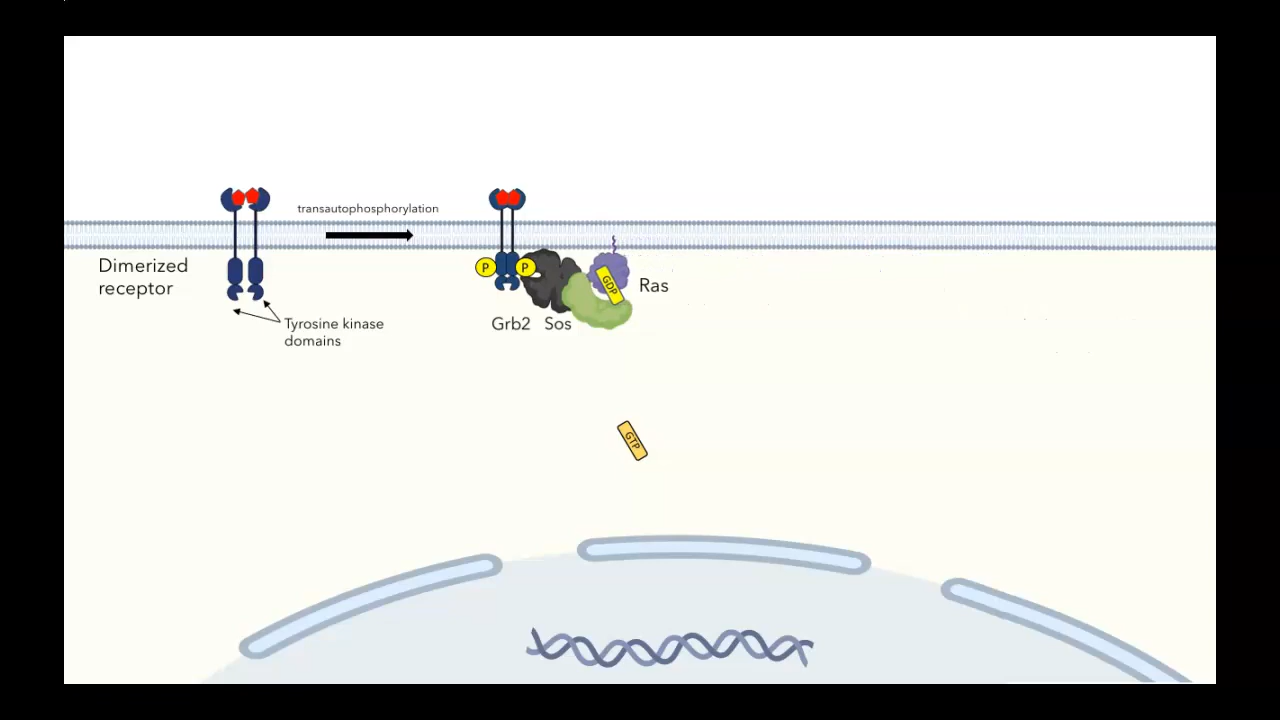 transautophosphorylation
Dimerized
receptor
Tyrosine kinase
domains
P
P
GDP
Ras
Grb2
Sos
GTP